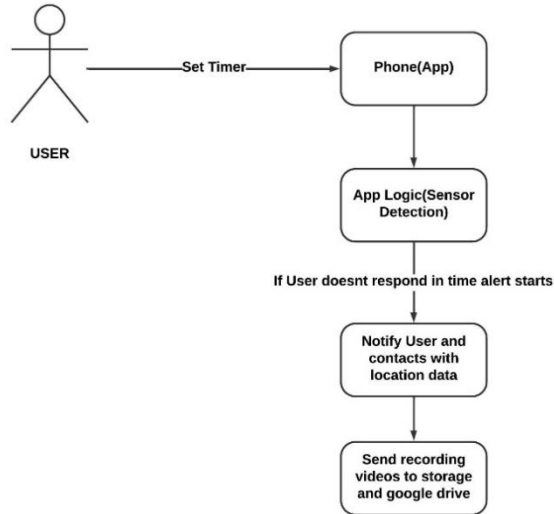 Set Timer
Phone(App)
USER
App Logic(Sensor
Detection)
If User doesnt respond in time alert starts
Notify User and
contacts with
location data
Send recording
videos to storage
and google drive